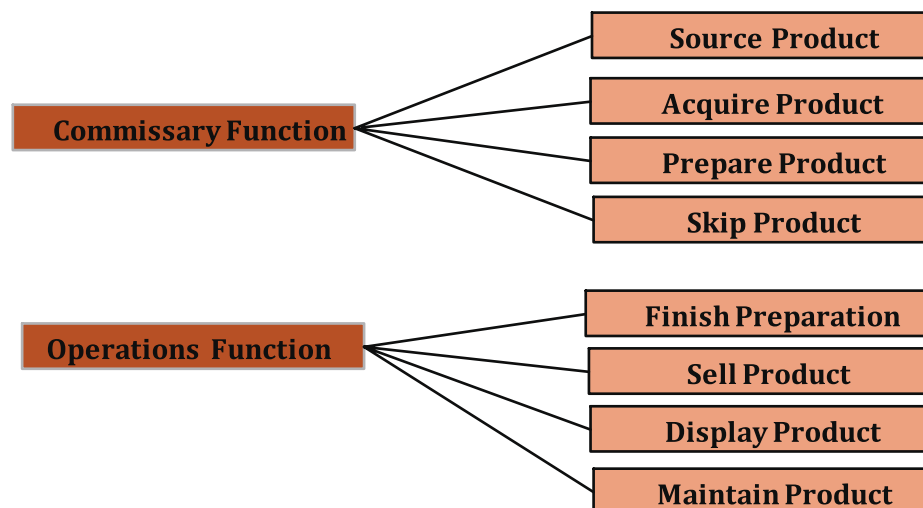 Commissary Function
Source Product
Acquire Product
Prepare Product
Skip Product
Operations Function
Finish Preparation
Sell Product
Display Product
Maintain Product